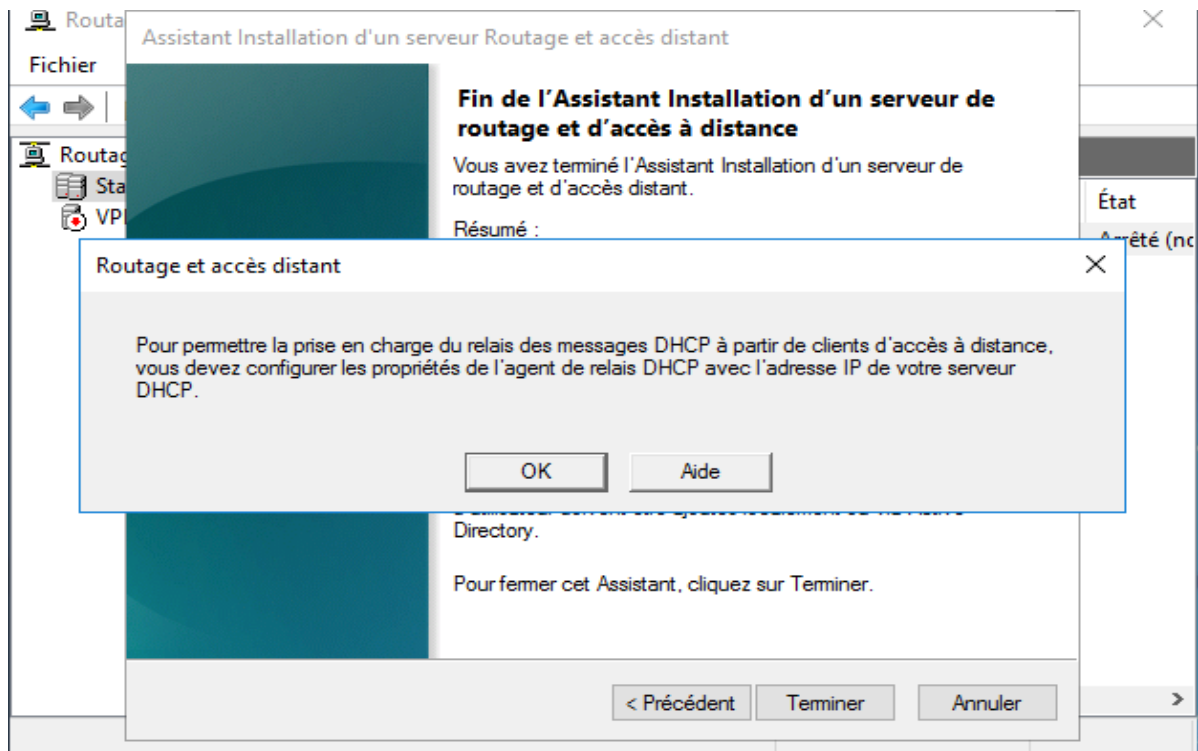 Routa
Assistant Installation d'un serveur Routage et accès distant
Fichier
Fin de l'Assistant Installation d'un serveur de
routage et d'accès à distance
Routag
Vous avez terminé l'Assistant Installation d'un serveur de
routage et d'accès distant.
Sta
État
VP
Résumé :
Arrêté (no
Routage et accès distant
Pour permettre la prise en charge du relais des messages DHCP à partir de clients d'accès à distance,
vous devez configurer les propriétés de l'agent de relais DHCP avec l'adresse IP de votre serveur
DHCP.
OK
Aide
Directory.
Pour fermer cet Assistant, cliquez sur Terminer.
< Précédent
Terminer
Annuler